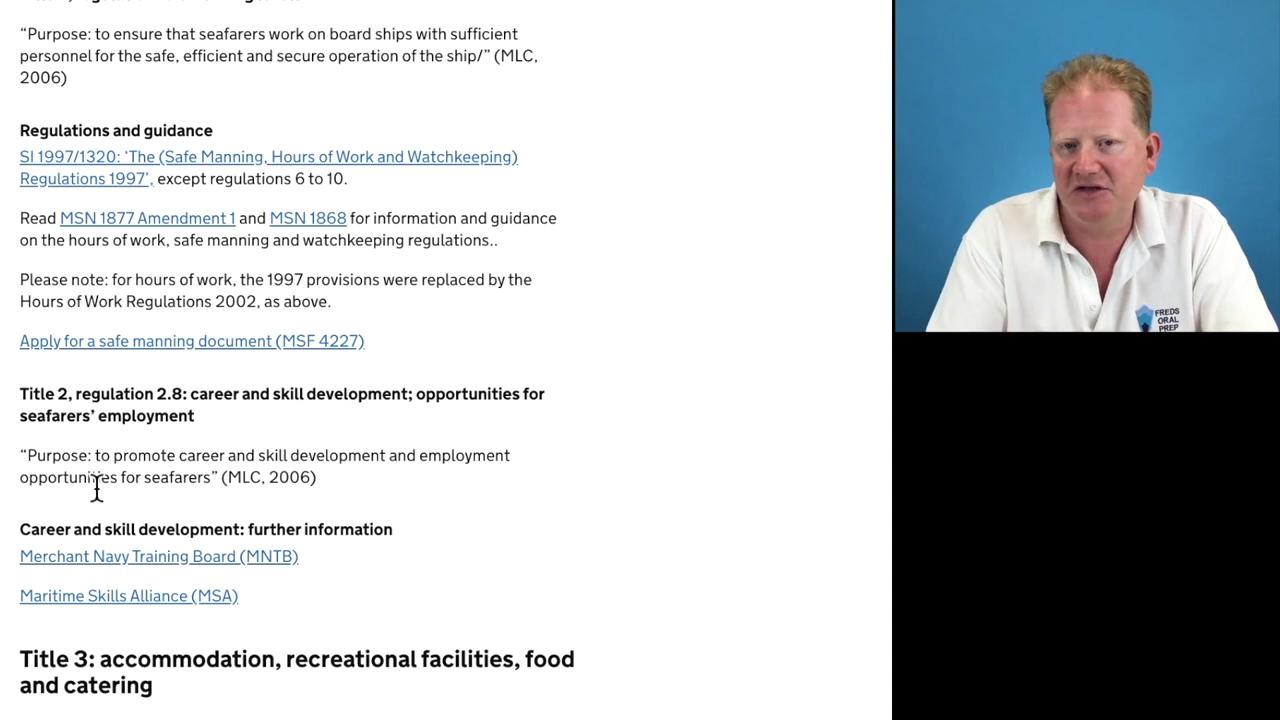 “Purpose: to ensure that seafarers work on board ships with sufficient
personnel for the safe, efficient and secure operation of the ship/” (MLC,
2006)
Regulations and guidance
SI 1997/1320: ‘The (Safe Manning, Hours of Work and Watchkeeping)
Regulations 1997’, except regulations 6 to 10.
Read MSN 1877 Amendment 1 and MSN 1868 for information and guidance
on the hours of work, safe manning and watchkeeping regulations..
Please note: for hours of work, the 1997 provisions were replaced by the
Hours of Work Regulations 2002, as above.
Apply for a safe manning document (MSF 4227)
Title 2, regulation 2.8: career and skill development; opportunities for
seafarers’ employment
“Purpose: to promote career and skill development and employment
opportunities for seafarers” (MLC, 2006)
Career and skill development: further information
Merchant Navy Training Board (MNTB)
Maritime Skills Alliance (MSA)
Title 3: accommodation, recreational facilities, food
and catering
FREDS
ORAL
PREP